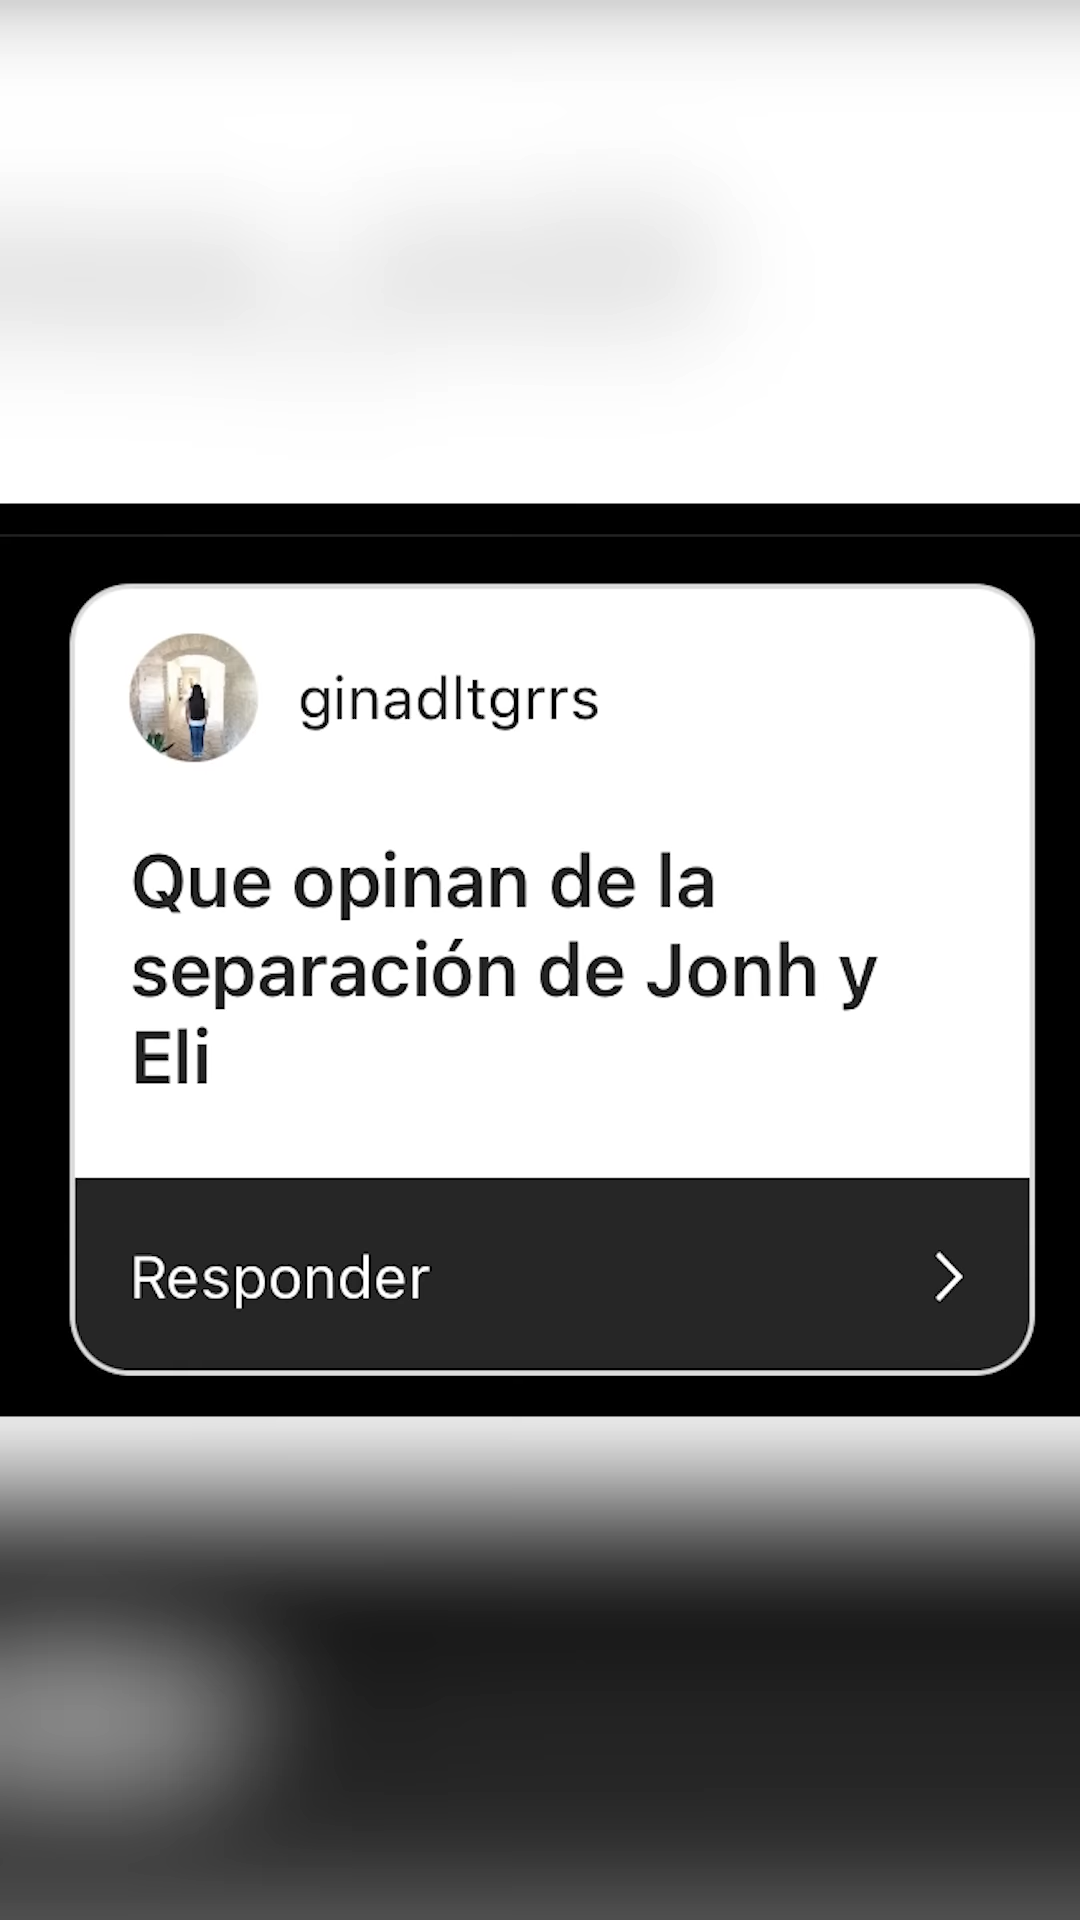 ginadltgrrs
Que opinan de la
separación de Jonh y
Eli
Responder